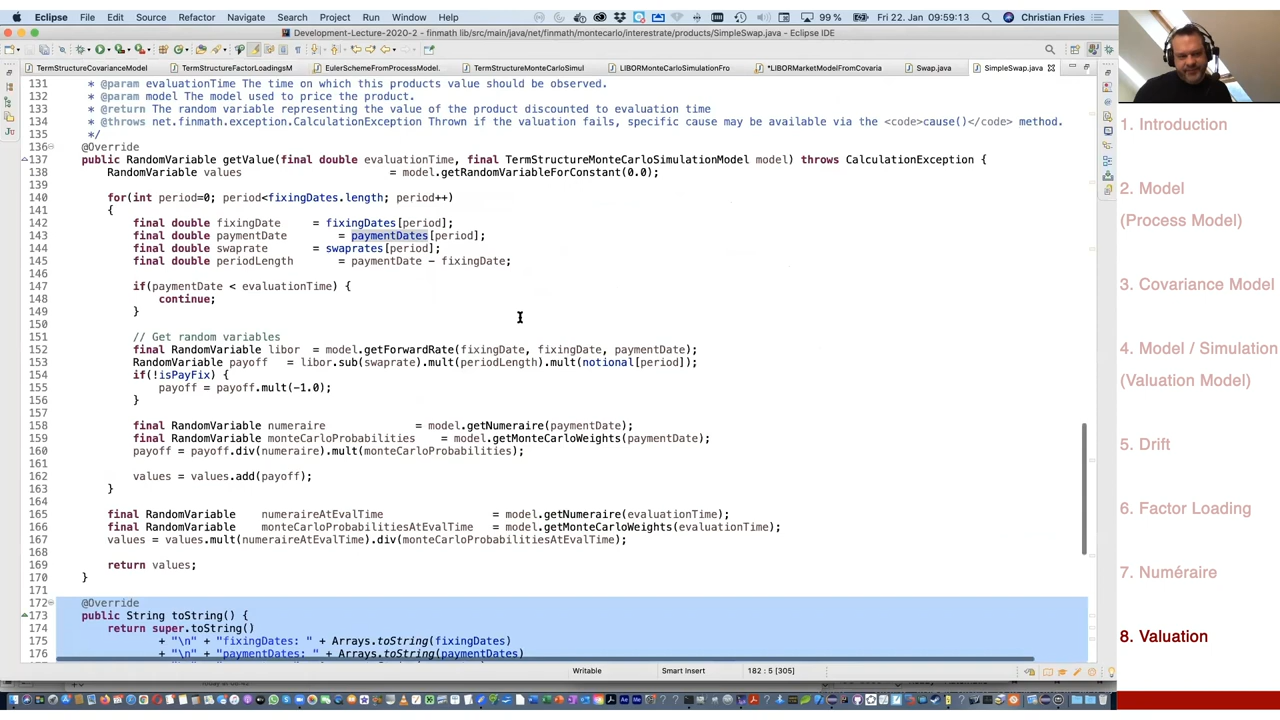 Eclipse File Edit Source Refactor Navigate Search Project Run Window Help 99 % Fri 22. Jan 09:59:13 Christian Fries
Development-Lecture-2020-2 - finmath lib/src/main/java/net/finmath/montecarlo/interestrate/products/SimpleSwap.java - Eclipse IDE
TermStructureCovarianceModel TermStructureFactorLoadingsM EulerSchemeFromProcessModel. TermStructureMonteCarloSimul LIBORMonteCarloSimulationFro *LIBORMarketModelFromCovaria Swap.java SimpleSwap.java
131 * @param evaluationTime The time on which this products value should be observed.
132 * @param model The model used to price the product.
133 * @return The random variable representing the value of the product discounted to evaluation time
134 * @throws net.finmath.exception.CalculationException Thrown if the valuation fails, specific cause may be available via the <code>cause()</code> method.
135 */
136 @Override
137 public RandomVariable getValue(final double evaluationTime, final TermStructureMonteCarloSimulationModel model) throws CalculationException {
138 RandomVariable values = model.getRandomVariableForConstant(0.0);
139
140 for(int period=0; period<fixingDates.length; period++)
141 {
142 final double fixingDate = fixingDates[period];
143 final double paymentDate = paymentDates[period];
144 final double swaprate = swaprates[period];
145 final double periodLength = paymentDate - fixingDate;
146
147 if(paymentDate < evaluationTime) {
148 continue;
149 }
150
151 // Get random variables
152 final RandomVariable libor = model.getForwardRate(fixingDate, fixingDate, paymentDate);
153 RandomVariable payoff = libor.sub(swaprate).mult(periodLength).mult(notional[period]);
154 if(!isPayFix) {
155 payoff = payoff.mult(-1.0);
156 }
157
158 final RandomVariable numeraire = model.getNumeraire(paymentDate);
159 final RandomVariable monteCarloProbabilities = model.getMonteCarloWeights(paymentDate);
160 payoff = payoff.div(numeraire).mult(monteCarloProbabilities);
161
162 values = values.add(payoff);
163 }
164
165 final RandomVariable numeraireAtEvalTime = model.getNumeraire(evaluationTime);
166 final RandomVariable monteCarloProbabilitiesAtEvalTime = model.getMonteCarloWeights(evaluationTime);
167 values = values.mult(numeraireAtEvalTime).div(monteCarloProbabilitiesAtEvalTime);
168
169 return values;
170 }
171
172 @Override
173 public String toString() {
174 return super.toString()
175 + "\n" + "fixingDates: " + Arrays.toString(fixingDates)
176 + "\n" + "paymentDates: " + Arrays.toString(paymentDates)
Writable Smart Insert 182 : 5 [305]
1. Introduction
2. Model
(Process Model)
3. Covariance Model
4. Model / Simulation
(Valuation Model)
5. Drift
6. Factor Loading
7. Numéraire
8. Valuation